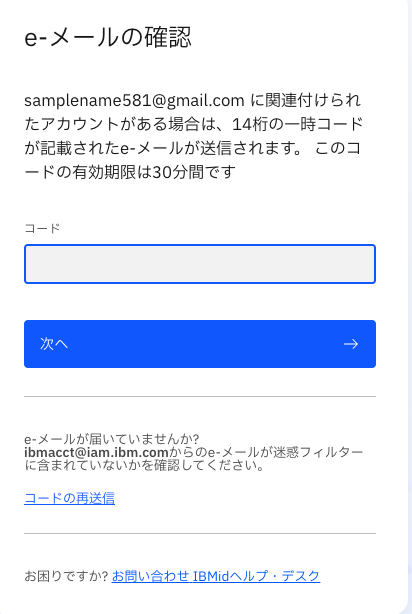 e-メールの確認
samplename581@gmail.com に関連付けられ
たアカウントがある場合は、14桁の一時コード
が記載されたe-メールが送信されます。 このコ
ードの有効期限は30分間です
コード
次へ
e-メールが届いていませんか?
ibmacct@iam.ibm.comからのe-メールが迷惑フィルター
に含まれていないかを確認してください。
コードの再送信
お困りですか? お問い合わせ IBMidヘルプ・デスク